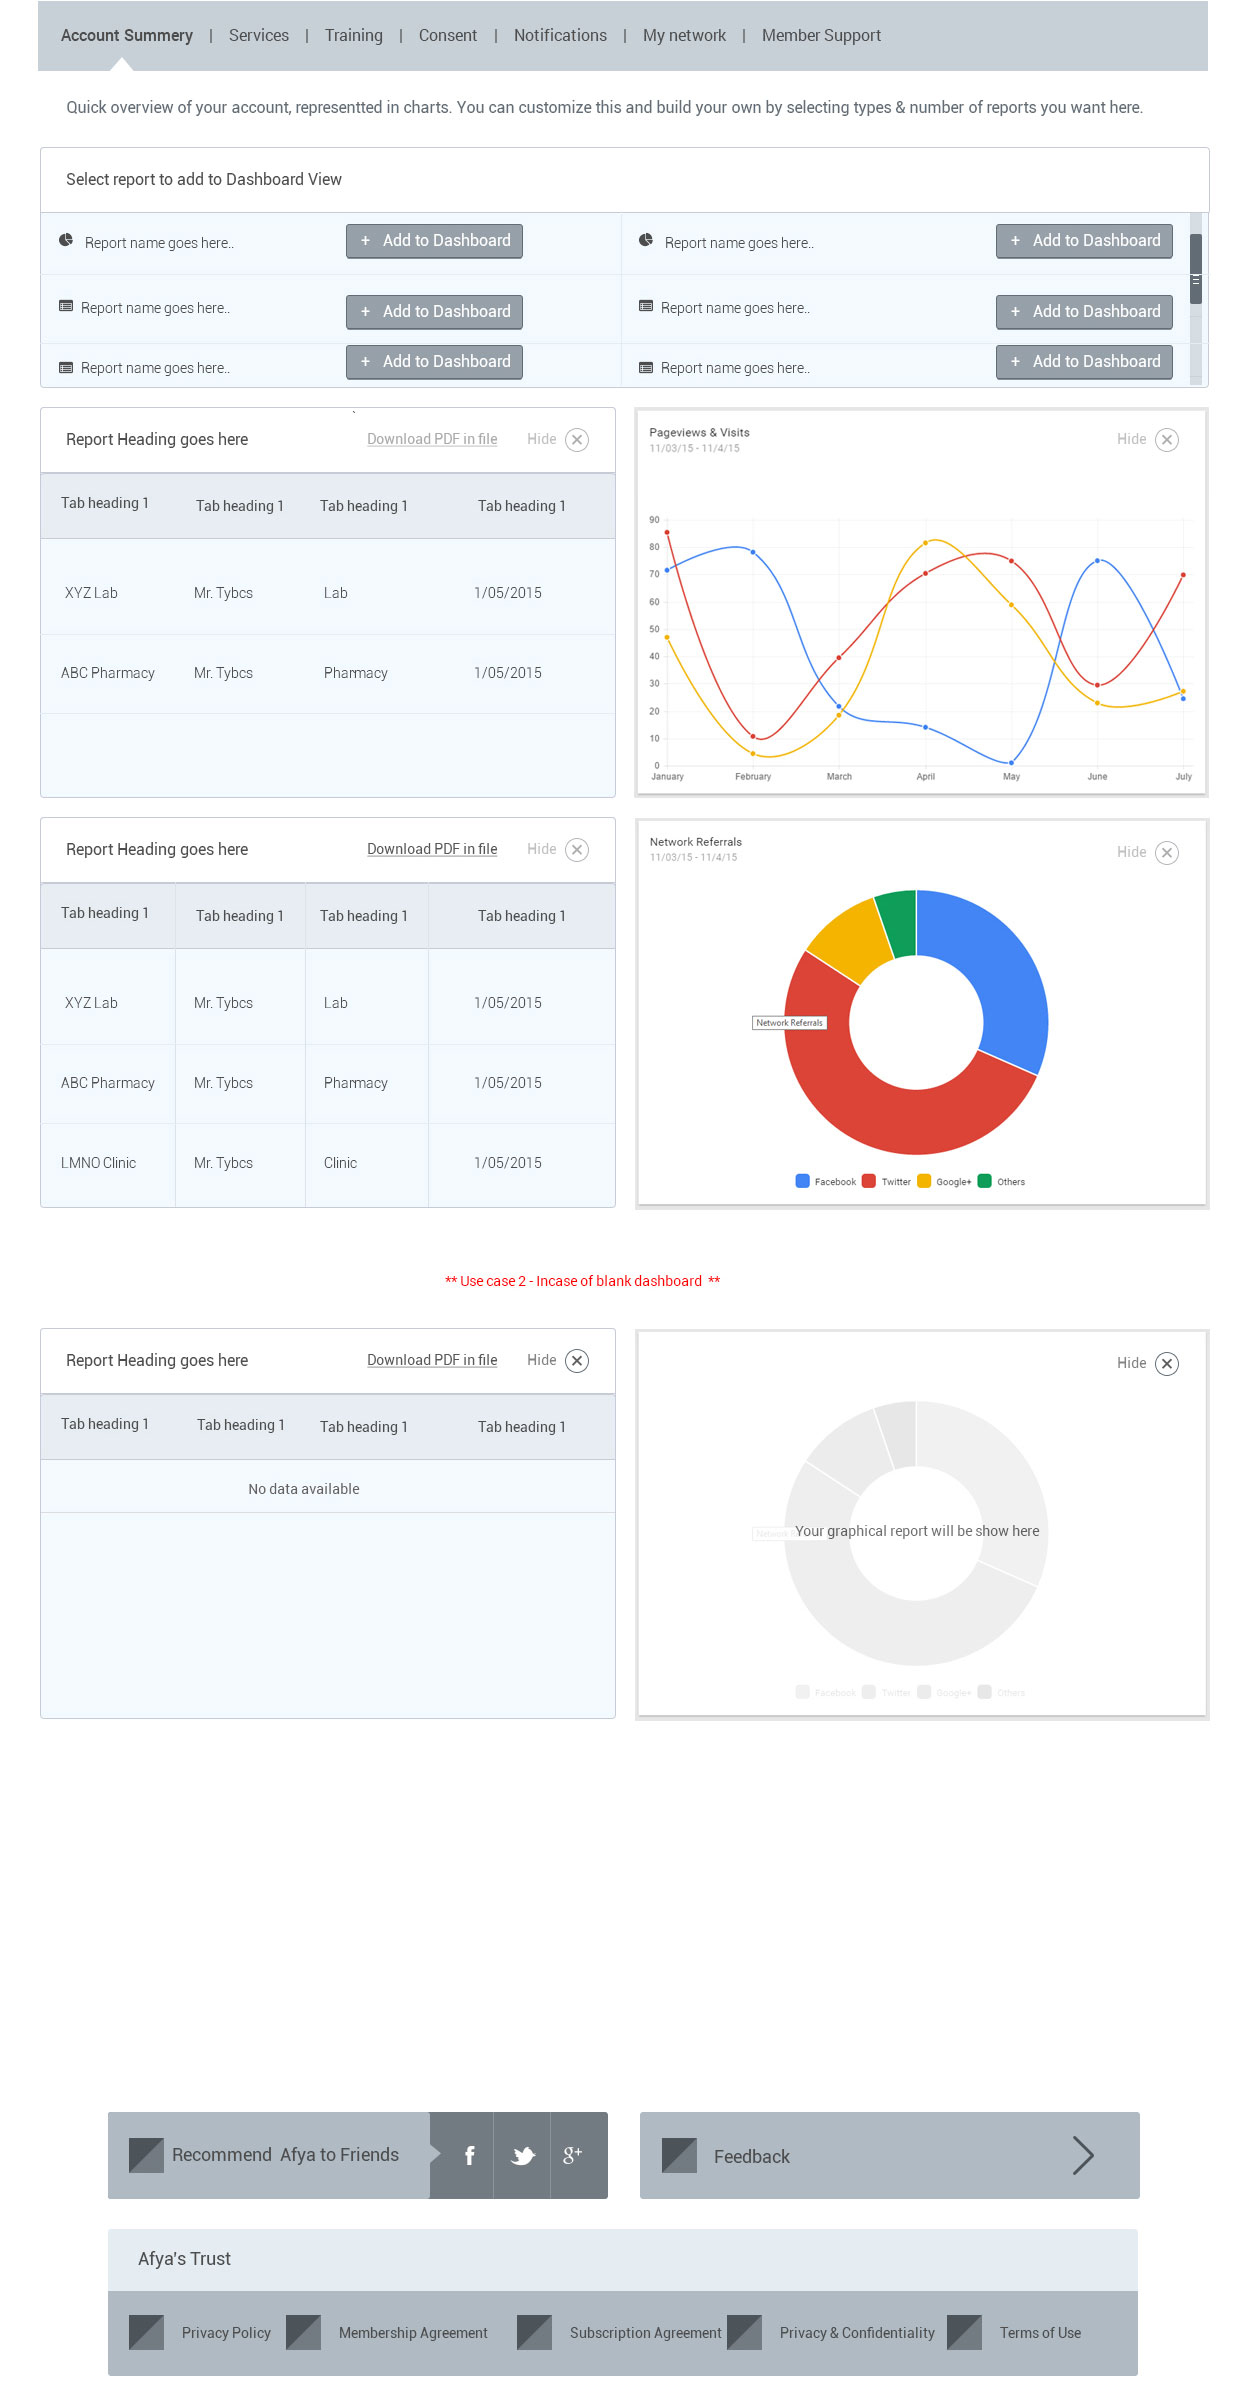 Account Summery | Services | Training | Consent | Notifications | My network | Member Support
Quick overview of your account, representted in charts. You can customize this and build your own by selecting types & number of reports you want here.
Select report to add to Dashboard View
Report name goes here.. + Add to Dashboard Report name goes here.. + Add to Dashboard
Report name goes here.. + Add to Dashboard Report name goes here.. + Add to Dashboard
Report name goes here.. + Add to Dashboard Report name goes here.. + Add to Dashboard
Report Heading goes here Download PDF in file Hide
Tab heading 1 Tab heading 1 Tab heading 1 Tab heading 1
XYZ Lab Mr. Tybcs Lab 1/05/2015
ABC Pharmacy Mr. Tybcs Pharmacy 1/05/2015
Pageviews & Visits Hide
11/03/15 - 11/4/15
90
80
70
60
50
40
30
20
10
0
January February March April May June July
Report Heading goes here Download PDF in file Hide
Tab heading 1 Tab heading 1 Tab heading 1 Tab heading 1
XYZ Lab Mr. Tybcs Lab 1/05/2015
ABC Pharmacy Mr. Tybcs Pharmacy 1/05/2015
LMNO Clinic Mr. Tybcs Clinic 1/05/2015
Network Referrals Hide
11/03/15 - 11/4/15
Network Referrals
Facebook Twitter Google+ Others
** Use case 2 - Incase of blank dashboard **
Report Heading goes here Download PDF in file Hide
Tab heading 1 Tab heading 1 Tab heading 1 Tab heading 1
No data available
Hide
Network
Your graphical report will be show here
Facebook Twitter Google+ Others
Recommend Afya to Friends f g+
Feedback
Afya's Trust
Privacy Policy Membership Agreement Subscription Agreement Privacy & Confidentiality Terms of Use